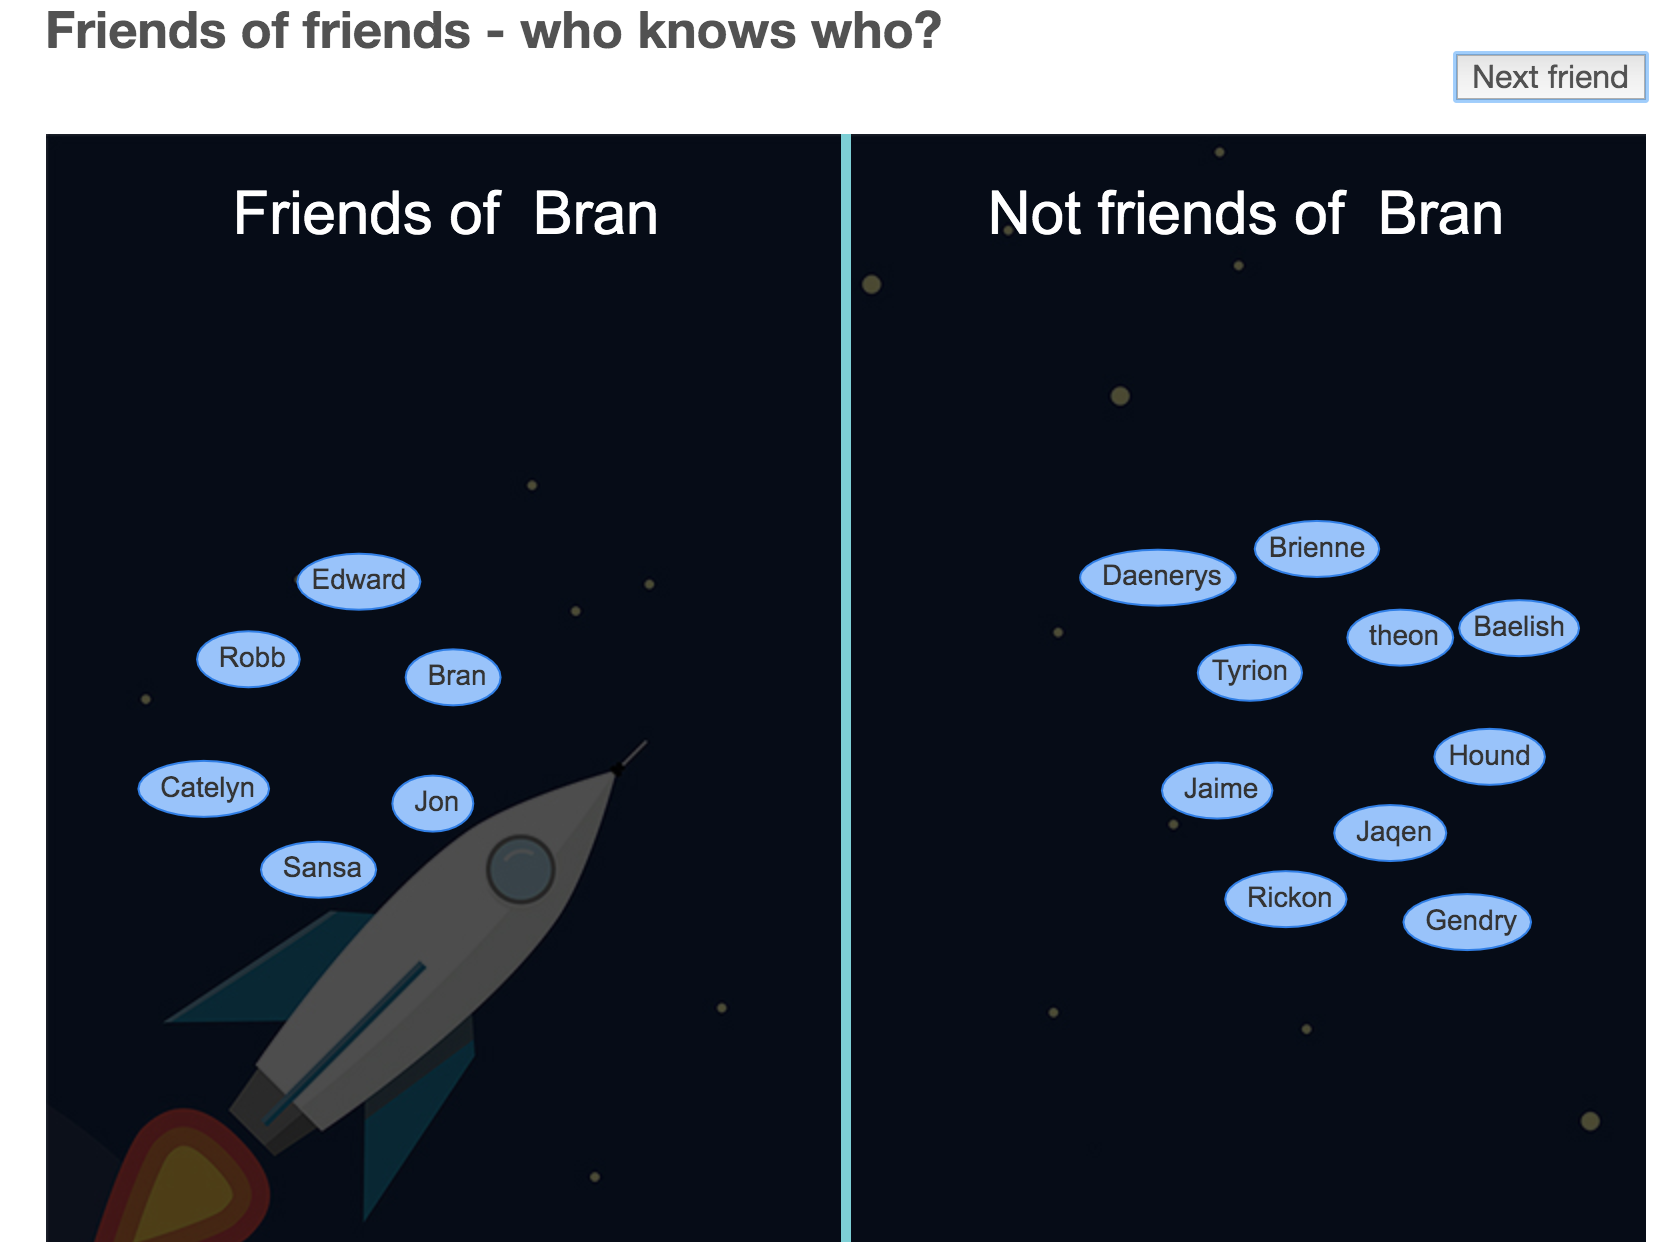 Friends of friends - who knows who?
Next friend
Friends of Bran
Edward
Robb
Bran
Catelyn
Jon
Sansa
Not friends of Bran
Brienne
Daenerys
Baelish
theon
Tyrion
Hound
Jaime
Jaqen
Rickon
Gendry